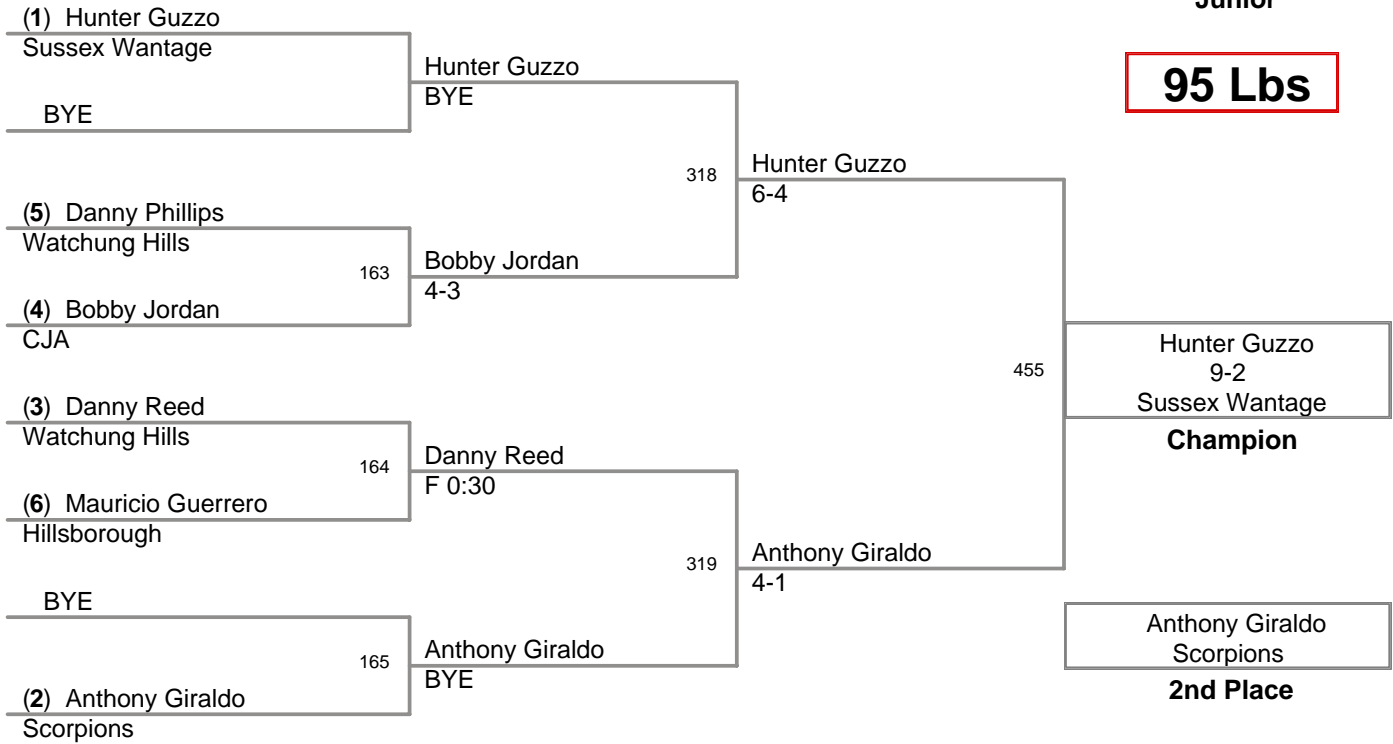 Junior
95 Lbs
(1) Hunter Guzzo
Sussex Wantage
BYE
(5) Danny Phillips
Watchung Hills
(4) Bobby Jordan
CJA
(3) Danny Reed
Watchung Hills
(6) Mauricio Guerrero
Hillsborough
BYE
(2) Anthony Giraldo
Scorpions
Hunter Guzzo
BYE
163
Bobby Jordan
4-3
164
Danny Reed
F 0:30
165
Anthony Giraldo
BYE
318
Hunter Guzzo
6-4
319
Anthony Giraldo
4-1
455
Hunter Guzzo
9-2
Sussex Wantage
Champion
Anthony Giraldo
Scorpions
2nd Place